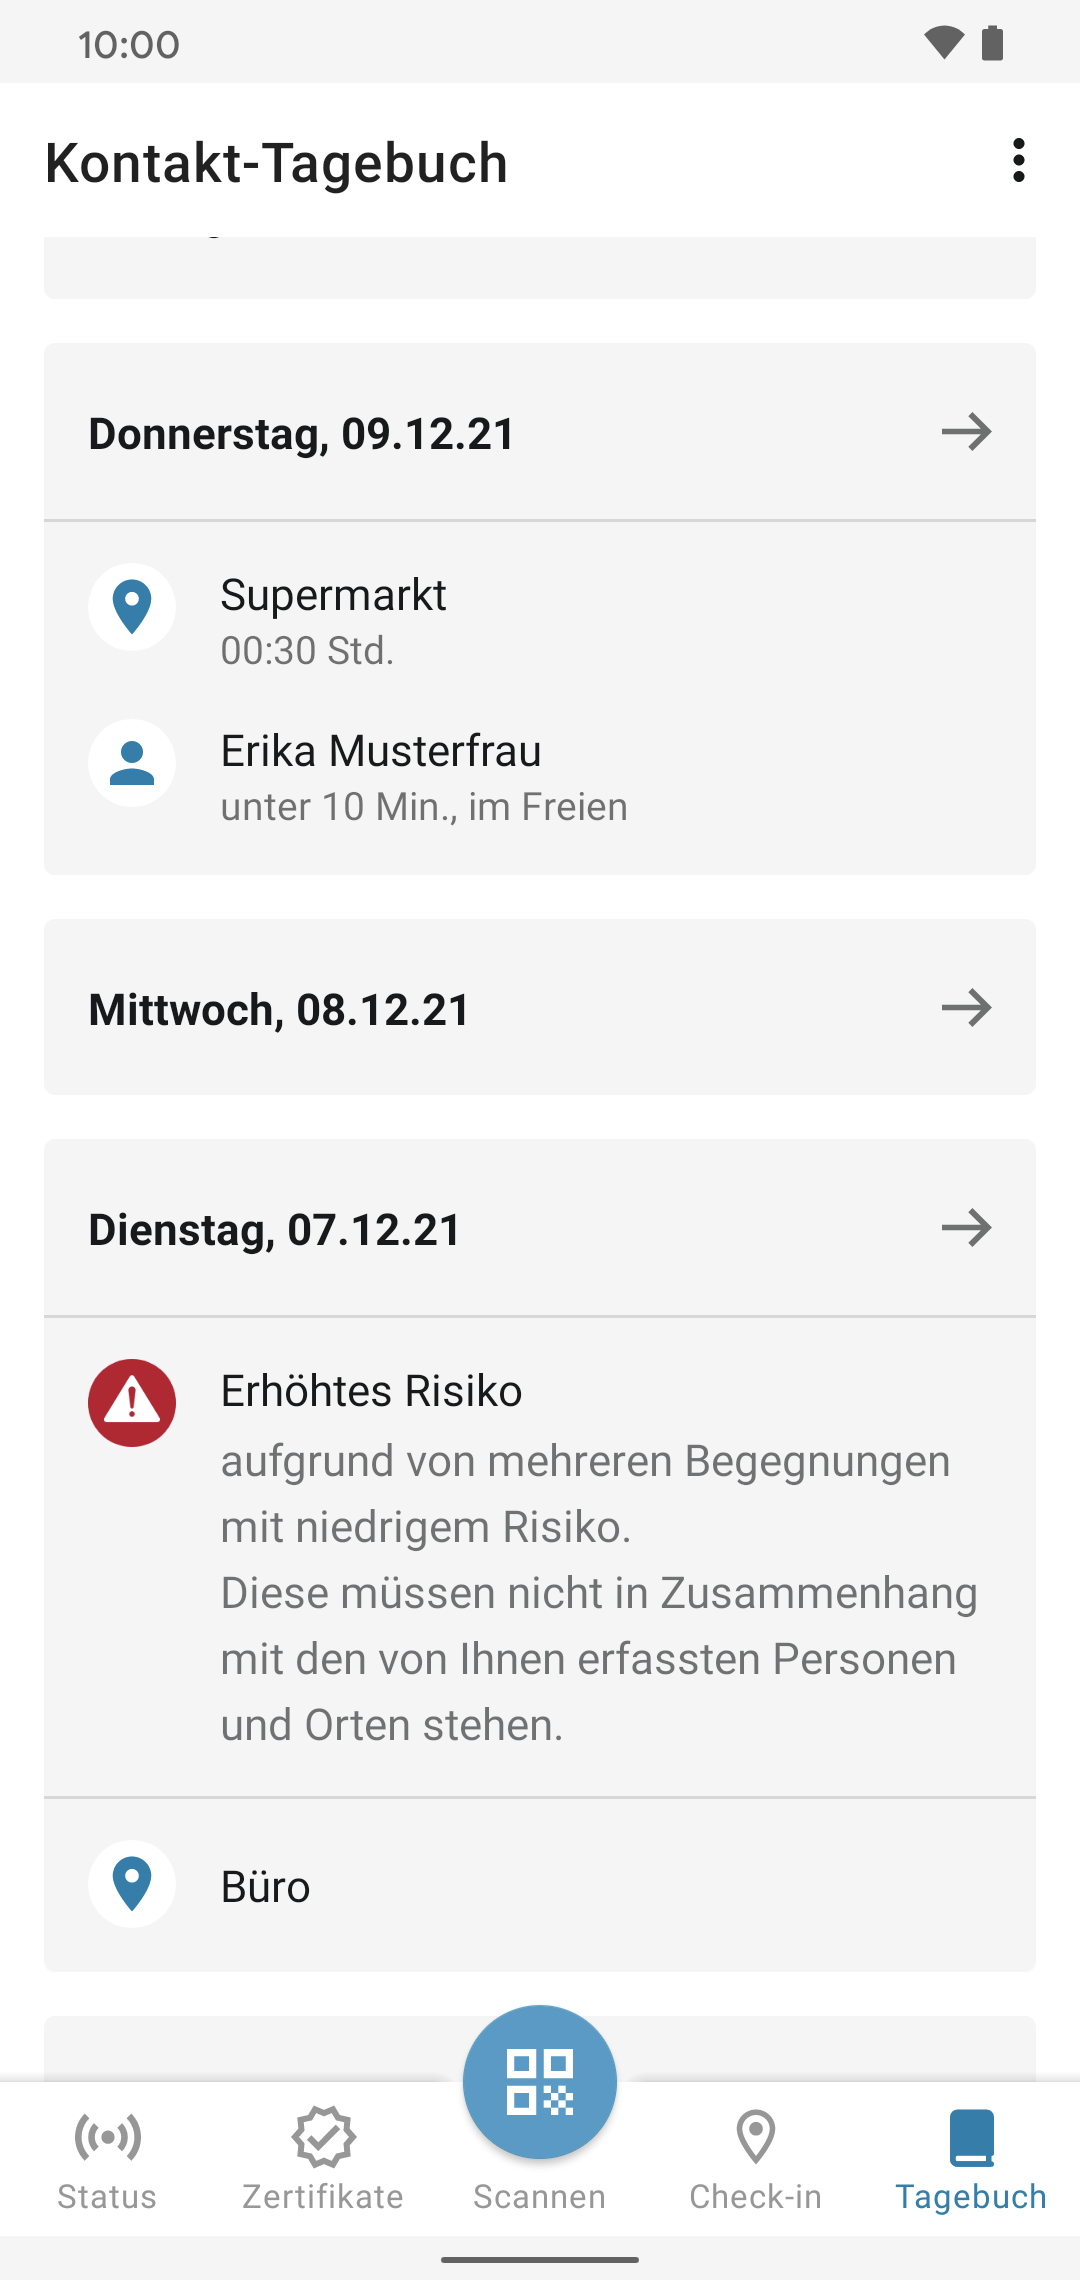 10:00
Kontakt-Tagebuch
Donnerstag, 09.12.21
Supermarkt
00:30 Std.
Erika Musterfrau
unter 10 Min., im Freien
Mittwoch, 08.12.21
Dienstag, 07.12.21
Erhöhtes Risiko
aufgrund von mehreren Begegnungen
mit niedrigem Risiko.
Diese müssen nicht in Zusammenhang
mit den von Ihnen erfassten Personen
und Orten stehen.
Büro
Status
Zertifikate
Scannen
Check-in
Tagebuch